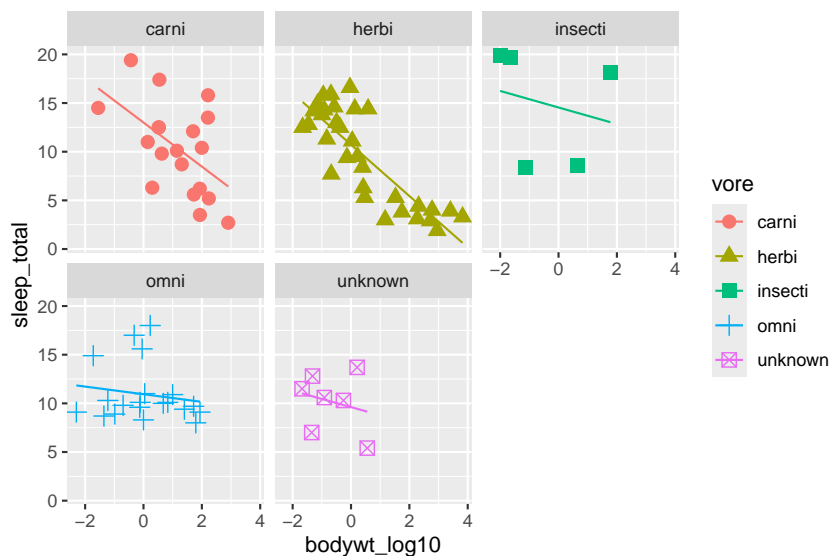 carni
herbi
insecti
20
15
10
5
0
−2 0 2 4
omni
unknown
20
15
10
5
0
−2 0 2 4
−2 0 2 4
sleep_total
bodywt_log10
vore
carni
herbi
insecti
omni
unknown